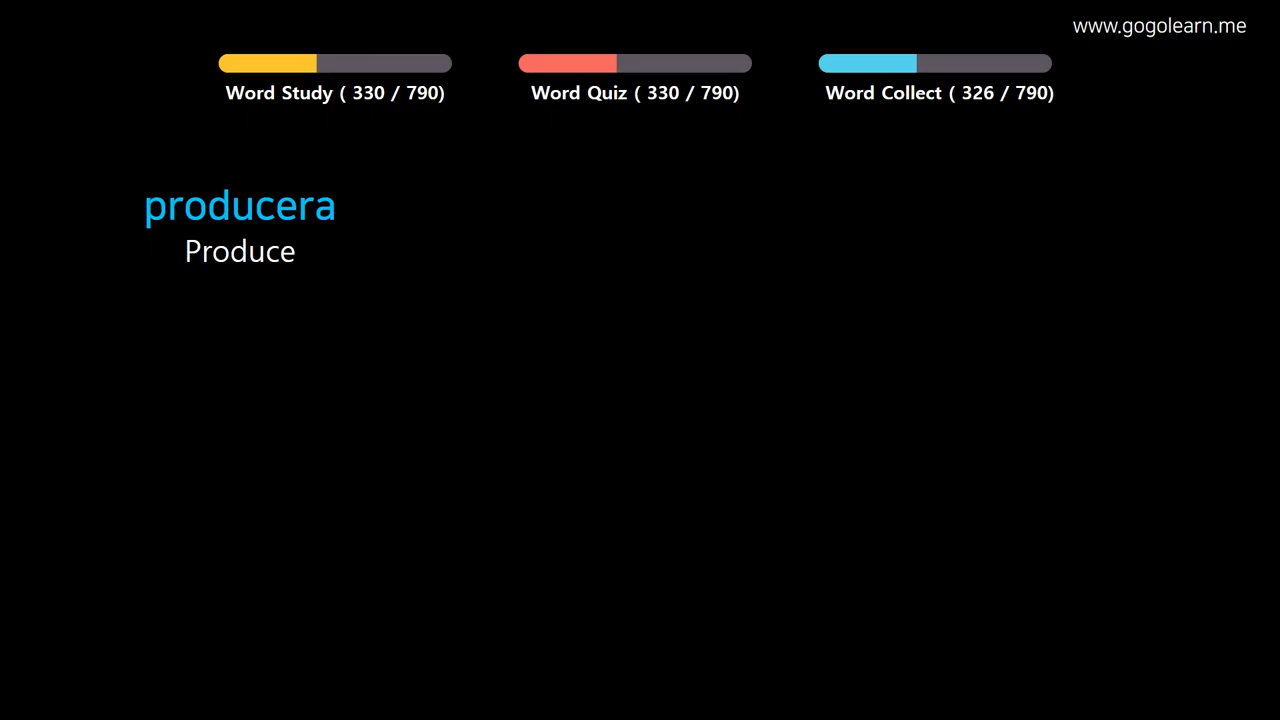 www.gogolearn.me
Word Study ( 330 / 790)
Word Quiz ( 330 / 790)
Word Collect ( 326 / 790)
producera
Produce